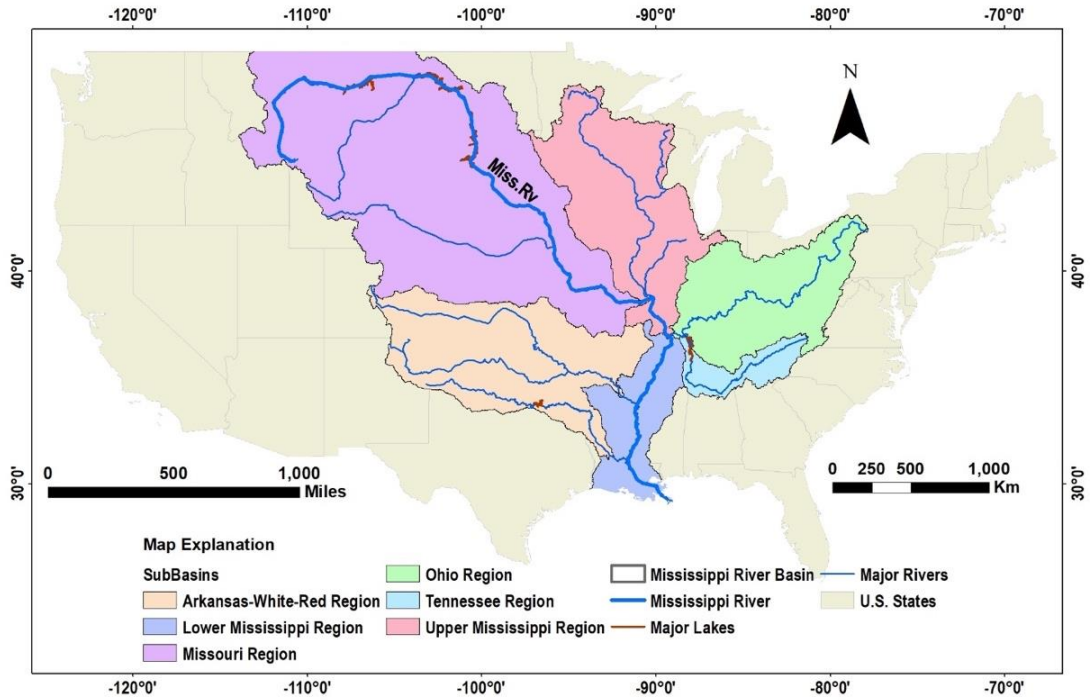 -120°0' -110°0' -100°0' -90°0' -80°0' -70°0'
N
Miss.Rv
40°0' 40°0'
0 500 1,000
Miles
0 250 500 1,000
Km
30°0' 30°0'
Map Explanation
SubBasins
Arkansas-White-Red Region
Lower Mississippi Region
Missouri Region
Ohio Region
Tennessee Region
Upper Mississippi Region
Mississippi River Basin
Mississippi River
Major Lakes
Major Rivers
U.S. States
-120°0' -110°0' -100°0' -90°0' -80°0' -70°0'